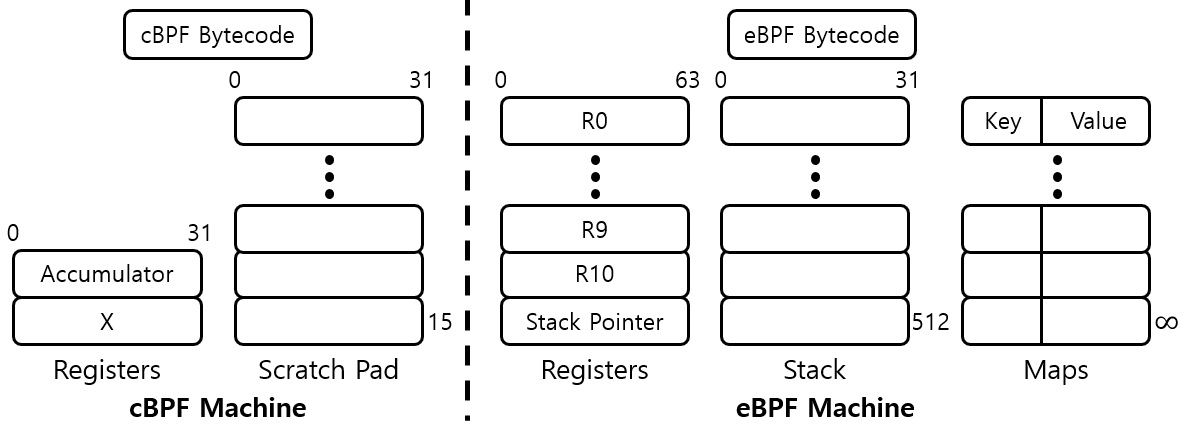 cBPF Bytecode
0 31
15
0 31
Accumulator
X
Registers
Scratch Pad
cBPF Machine
eBPF Bytecode
0 63
R0
R9
R10
Stack Pointer
Registers
0 31
512
Stack
Key Value
∞
Maps
eBPF Machine